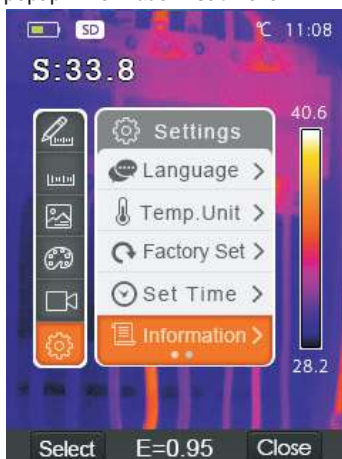 SD ℃ 11:08
S:33.8
40.6
Settings
Language >
Temp.Unit >
Factory Set >
Set Time >
Information >
28.2
Select E=0.95 Close